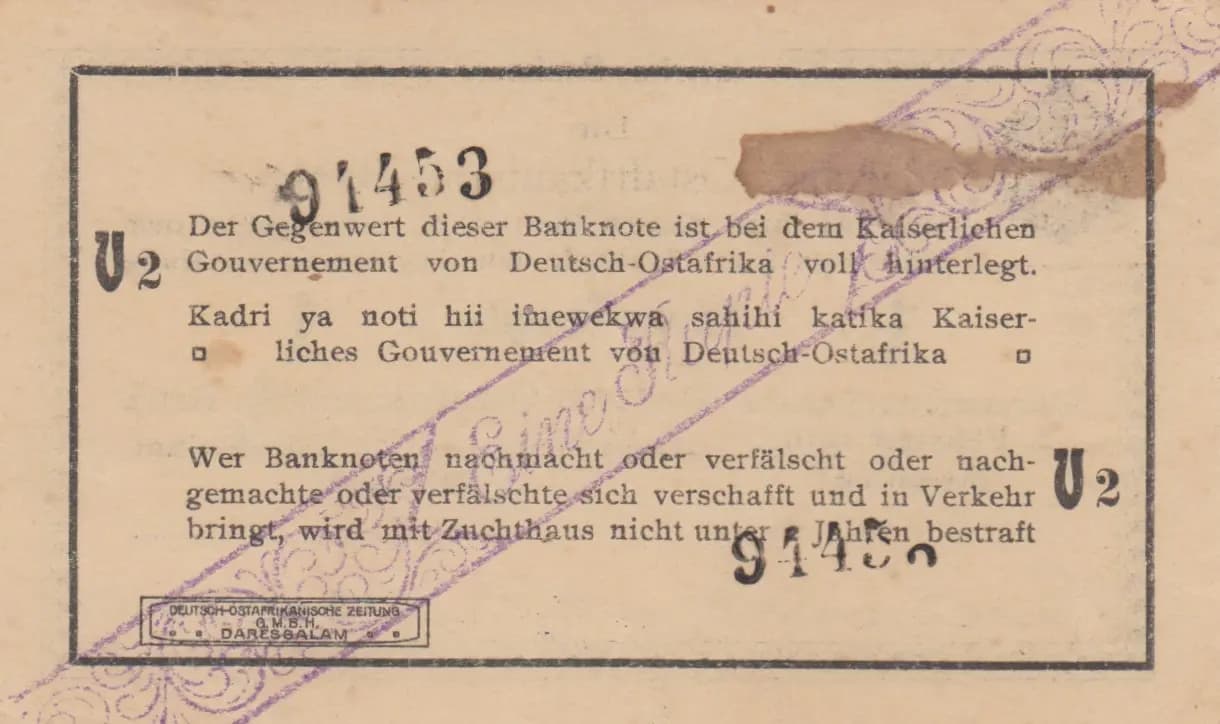 91453
Der Gegenwert dieser Banknote ist bei dem Kaiserlichen
U 2
Gouvernement von Deutsch-Ostafrika voll hinterlegt.
Kadri ya noti hii imewekwa sahihi katika Kaiser-
liches Gouvernement von Deutsch-Ostafrika
Eine Rupie
Wer Banknoten nachmacht oder verfälscht oder nach-
gemachte oder verfälschte sich verschafft und in Verkehr
U 2
bringt, wird mit Zuchthaus nicht unter Jahren bestraft
DEUTSCH-OSTAFRIKANISCHE ZEITUNG
G.M.B.H.
DARESSALAM